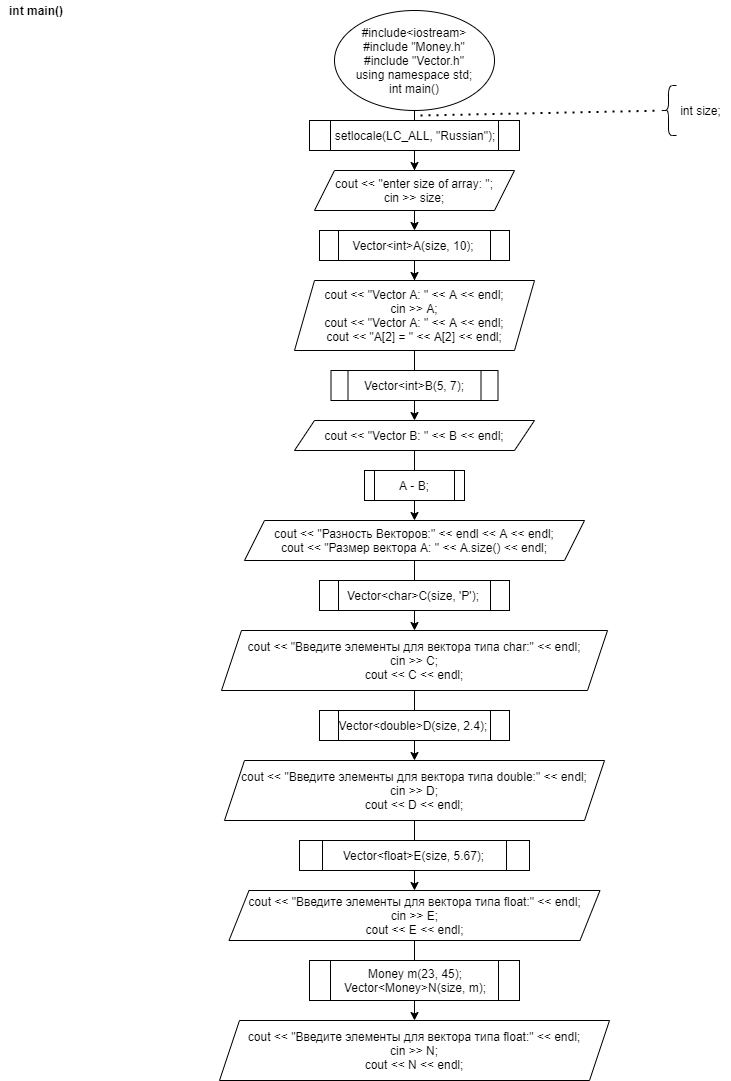 int main()
#include<iostream>
#include "Money.h"
#include "Vector.h"
using namespace std;
int main()
int size;
setlocale(LC_ALL, "Russian");
cout << "enter size of array: ";
cin >> size;
Vector<int>A(size, 10);
cout << "Vector A: " << A << endl;
cin >> A;
cout << "Vector A: " << A << endl;
cout << "A[2] = " << A[2] << endl;
Vector<int>B(5, 7);
cout << "Vector B: " << B << endl;
A - B;
cout << "Разность Векторов:" << endl << A << endl;
cout << "Размер вектора A: " << A.size() << endl;
Vector<char>C(size, 'P');
cout << "Введите элементы для вектора типа char:" << endl;
cin >> C;
cout << C << endl;
Vector<double>D(size, 2.4);
cout << "Введите элементы для вектора типа double:" << endl;
cin >> D;
cout << D << endl;
Vector<float>E(size, 5.67);
cout << "Введите элементы для вектора типа float:" << endl;
cin >> E;
cout << E << endl;
Money m(23, 45);
Vector<Money>N(size, m);
cout << "Введите элементы для вектора типа float:" << endl;
cin >> N;
cout << N << endl;